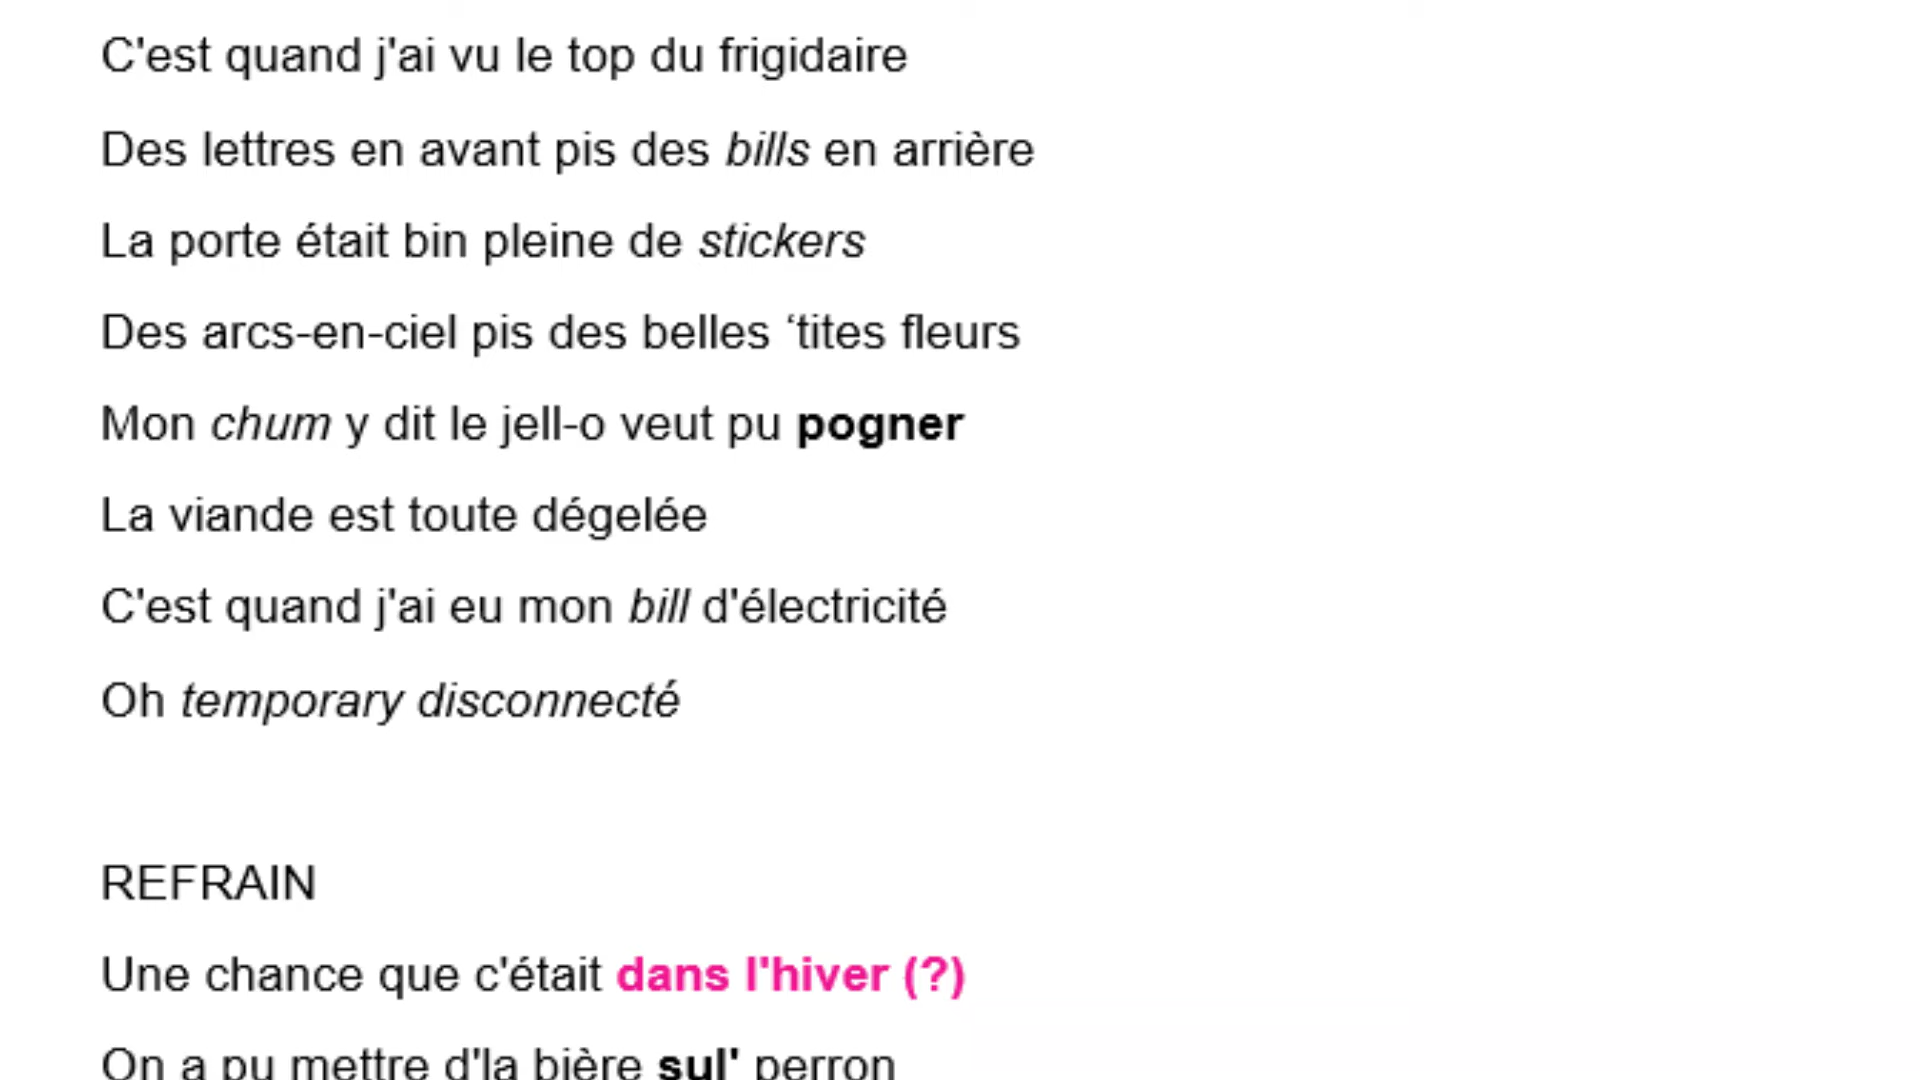 C'est quand j'ai vu le top du frigidaire
Des lettres en avant pis des bills en arrière
La porte était bin pleine de stickers
Des arcs-en-ciel pis des belles ‘tites fleurs
Mon chum y dit le jell-o veut pu pogner
La viande est toute dégelée
C'est quand j'ai eu mon bill d'électricité
Oh temporary disconnecté
REFRAIN
Une chance que c'était dans l'hiver (?)
On a pu mettre d'la bière sul' perron